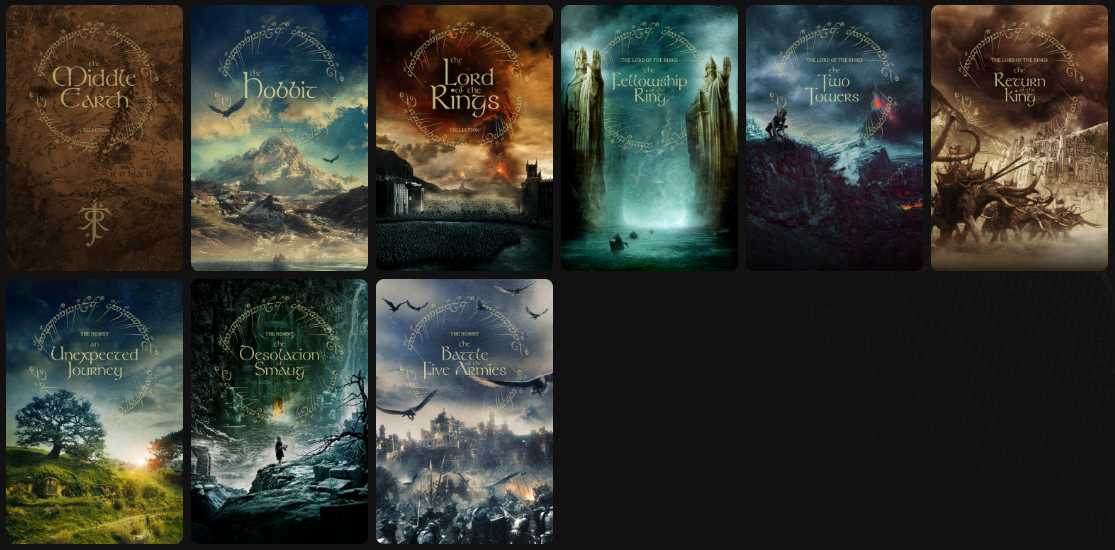 the
Middle
Earth
COLLECTION
ROHAN
the
Hobbit
COLLECTION
the
Lord
of the
Rings
COLLECTION
THE LORD OF THE RINGS
the
Fellowship
of the
Ring
THE LORD OF THE RINGS
the
Two
Towers
THE LORD OF THE RINGS
the
Return
of the
King
THE HOBBIT
an
Unexpected
Journey
THE HOBBIT
the
Desolation
of
Smaug
THE HOBBIT
the
Battle
of the
Five Armies